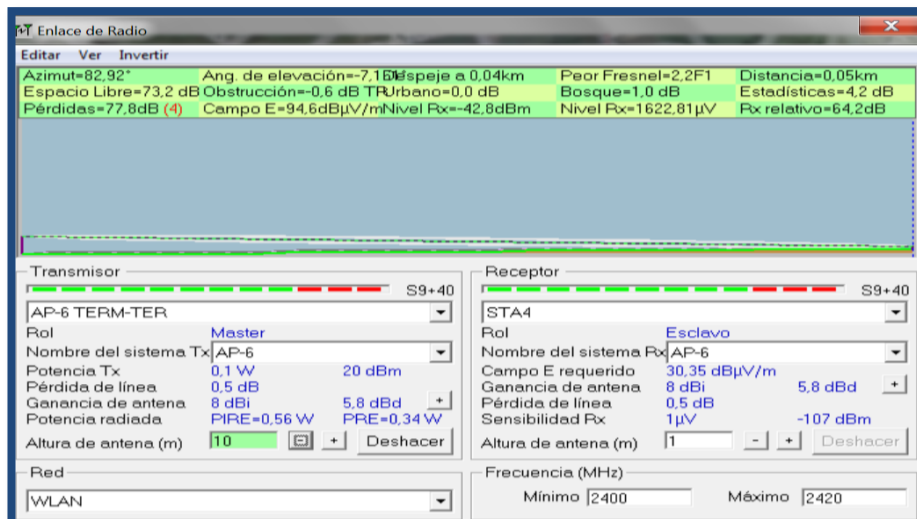 Enlace de Radio
Editar Ver Invertir
Azimut=82,92° Ang. de elevación=-7,1 Despeje a 0,04km Peor Fresnel=2,2F1 Distancia=0,05km
Espacio Libre=73,2 dB Obstrucción=-0,6 dB TR Urbano=0,0 dB Bosque=1,0 dB Estadísticas=4,2 dB
Pérdidas=77,8dB (4) Campo E=94,6dBµV/m Nivel Rx=-42,8dBm Nivel Rx=1622,81µV Rx relativo=64,2dB
Transmisor
S9+40
AP-6 TERM-TER
Rol Master
Nombre del sistema Tx AP-6
Potencia Tx 0,1 W 20 dBm
Pérdida de línea 0,5 dB
Ganancia de antena 8 dBi 5,8 dBd +
Potencia radiada PIRE=0,56 W PRE=0,34 W
Altura de antena (m) 10 - + Deshacer
Red
WLAN
Receptor
S9+40
STA4
Rol Esclavo
Nombre del sistema Rx AP-6
Campo E requerido 30,35 dBµV/m
Ganancia de antena 8 dBi 5,8 dBd +
Pérdida de línea 0,5 dB
Sensibilidad Rx 1µV -107 dBm
Altura de antena (m) 1 - + Deshacer
Frecuencia (MHz)
Mínimo 2400 Máximo 2420